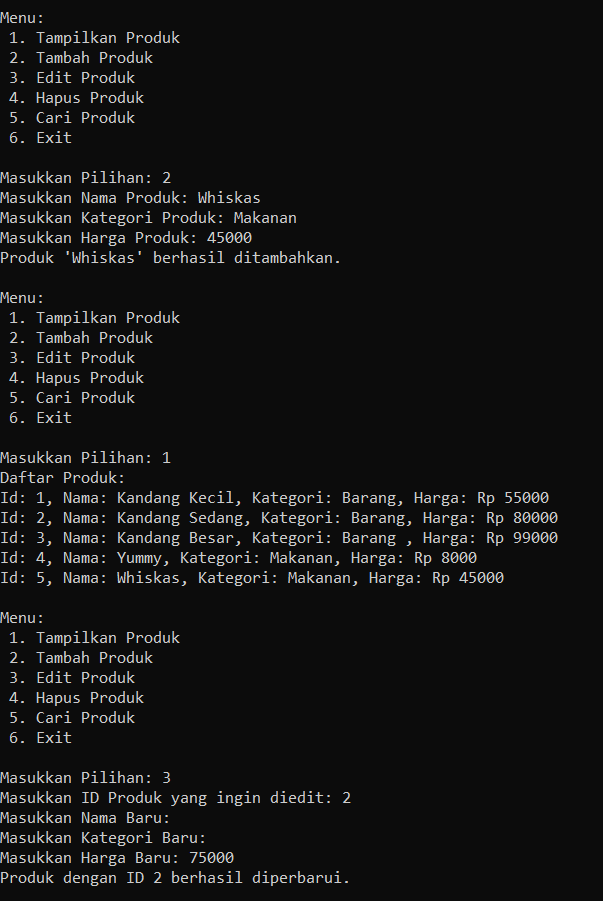 Menu:
1. Tampilkan Produk
2. Tambah Produk
3. Edit Produk
4. Hapus Produk
5. Cari Produk
6. Exit
Masukkan Pilihan: 2
Masukkan Nama Produk: Whiskas
Masukkan Kategori Produk: Makanan
Masukkan Harga Produk: 45000
Produk 'Whiskas' berhasil ditambahkan.
Menu:
1. Tampilkan Produk
2. Tambah Produk
3. Edit Produk
4. Hapus Produk
5. Cari Produk
6. Exit
Masukkan Pilihan: 1
Daftar Produk:
Id: 1, Nama: Kandang Kecil, Kategori: Barang, Harga: Rp 55000
Id: 2, Nama: Kandang Sedang, Kategori: Barang, Harga: Rp 80000
Id: 3, Nama: Kandang Besar, Kategori: Barang , Harga: Rp 99000
Id: 4, Nama: Yummy, Kategori: Makanan, Harga: Rp 8000
Id: 5, Nama: Whiskas, Kategori: Makanan, Harga: Rp 45000
Menu:
1. Tampilkan Produk
2. Tambah Produk
3. Edit Produk
4. Hapus Produk
5. Cari Produk
6. Exit
Masukkan Pilihan: 3
Masukkan ID Produk yang ingin diedit: 2
Masukkan Nama Baru:
Masukkan Kategori Baru:
Masukkan Harga Baru: 75000
Produk dengan ID 2 berhasil diperbarui.